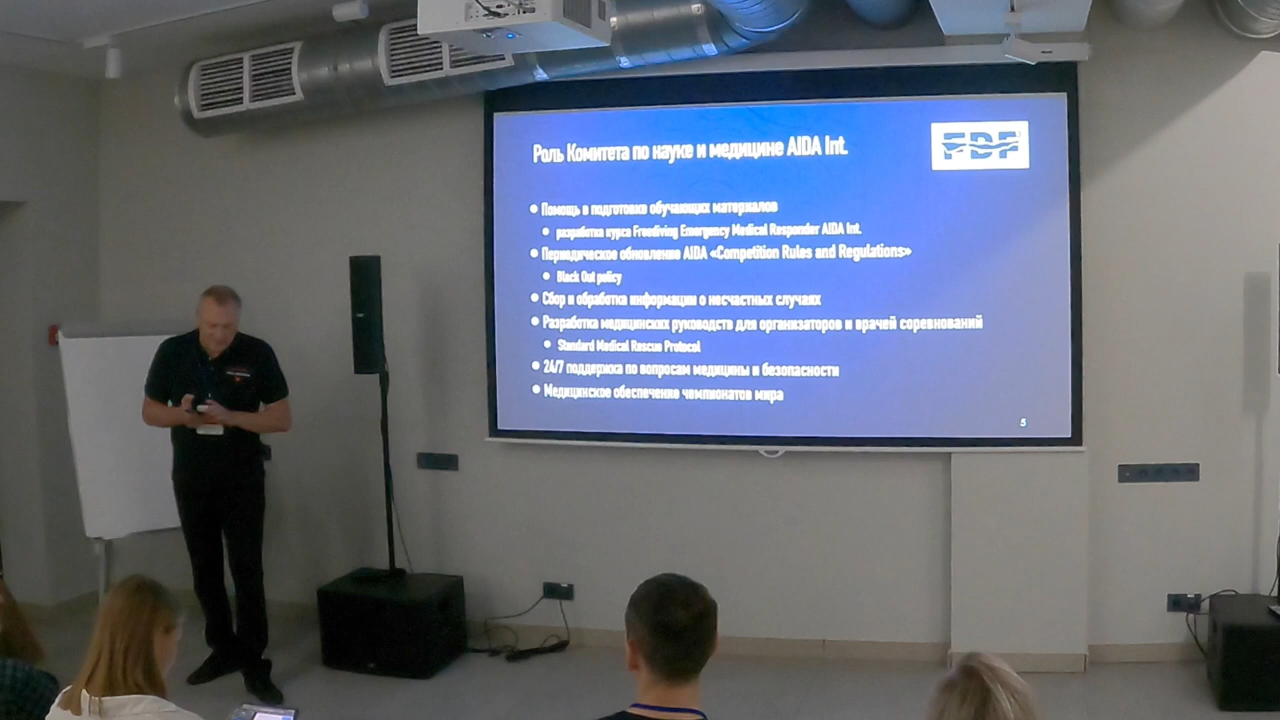 Роль Комитета по науке и медицине AIDA Int.
FDF
Помощь в подготовке обучающих материалов
разработка курса Freediving Emergency Medical Responder AIDA Int.
Периодическое обновление AIDA «Competition Rules and Regulations»
Black Out policy
Сбор и обработка информации о несчастных случаях
Разработка медицинских руководств для организаторов и врачей соревнований
Standard Medical Rescue Protocol
24/7 поддержка по вопросам медицины и безопасности
Медицинское обеспечение чемпионатов мира
5